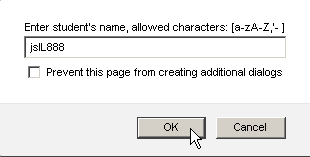 Enter student's name, allowed characters: [a-zA-Z,'- ]
jsIL888
Prevent this page from creating additional dialogs
OK
Cancel